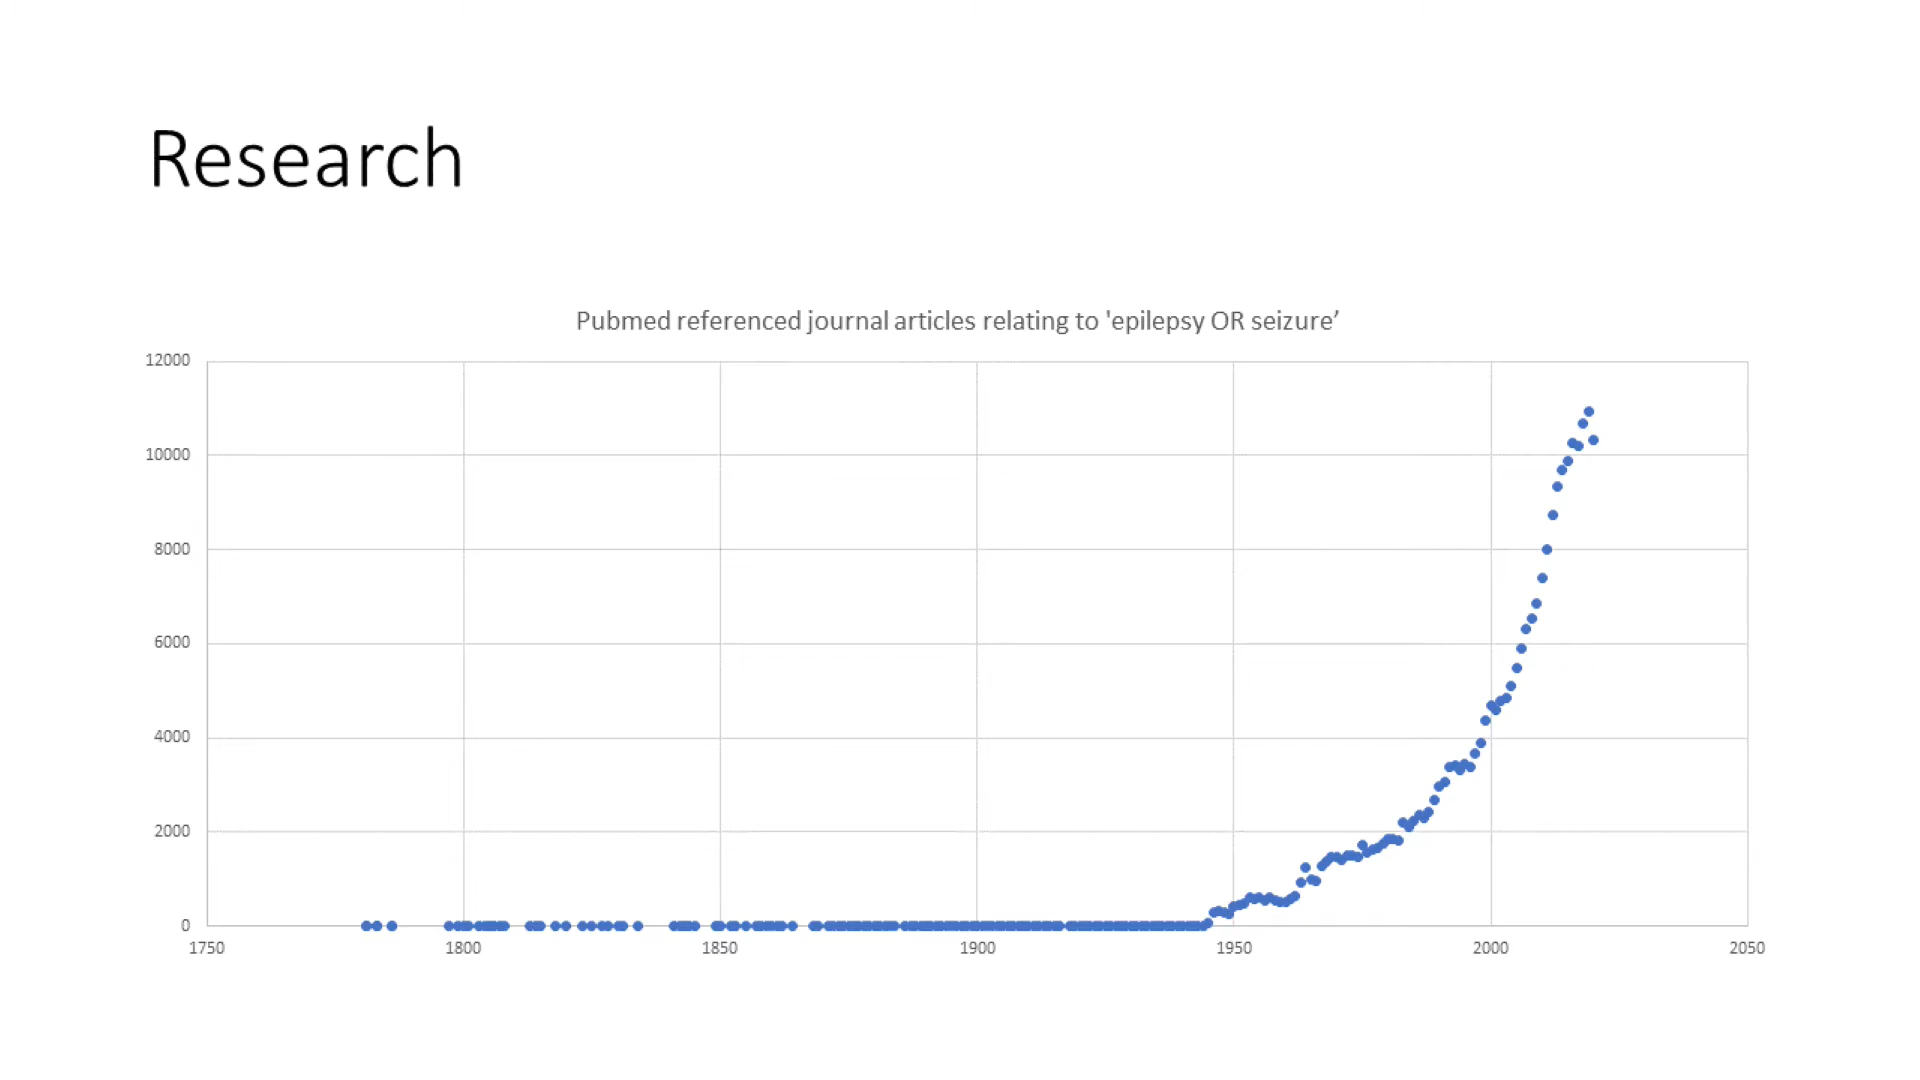 Research
Pubmed referenced journal articles relating to 'epilepsy OR seizure’
12000
10000
8000
6000
4000
2000
0
1750 1800 1850 1900 1950 2000 2050